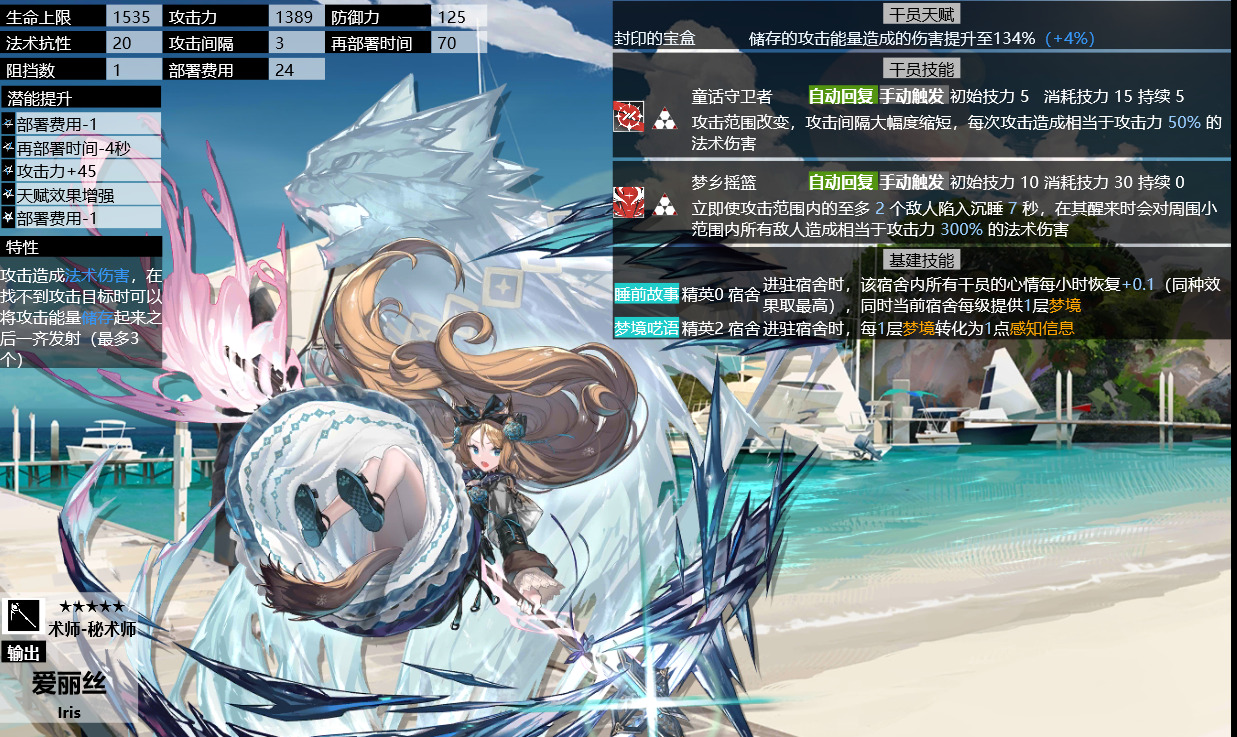 生命上限 1535 攻击力 1389 防御力 125
法术抗性 20 攻击间隔 3 再部署时间 70
阻挡数 1 部署费用 24
潜能提升
部署费用-1
再部署时间-4秒
攻击力+45
天赋效果增强
部署费用-1
特性
攻击造成法术伤害，在
找不到攻击目标时可以
将攻击能量储存起来之
后一齐发射（最多3
个）
干员天赋
封印的宝盒 储存的攻击能量造成的伤害提升至134%（+4%）
干员技能
童话守卫者 自动回复 手动触发 初始技力 5 消耗技力 15 持续 5
攻击范围改变，攻击间隔大幅度缩短，每次攻击造成相当于攻击力 50% 的
法术伤害
梦乡摇篮 自动回复 手动触发 初始技力 10 消耗技力 30 持续 0
立即使攻击范围内的至多 2 个敌人陷入沉睡 7 秒，在其醒来时会对周围小
范围内所有敌人造成相当于攻击力 300% 的法术伤害
基建技能
睡前故事 精英0 宿舍 进驻宿舍时，该宿舍内所有干员的心情每小时恢复+0.1（同种效
果取最高），同时当前宿舍每级提供1层梦境
梦境呓语 精英2 宿舍 进驻宿舍时，每1层梦境转化为1点感知信息
★★★★★
术师-秘术师
输出
爱丽丝
Iris